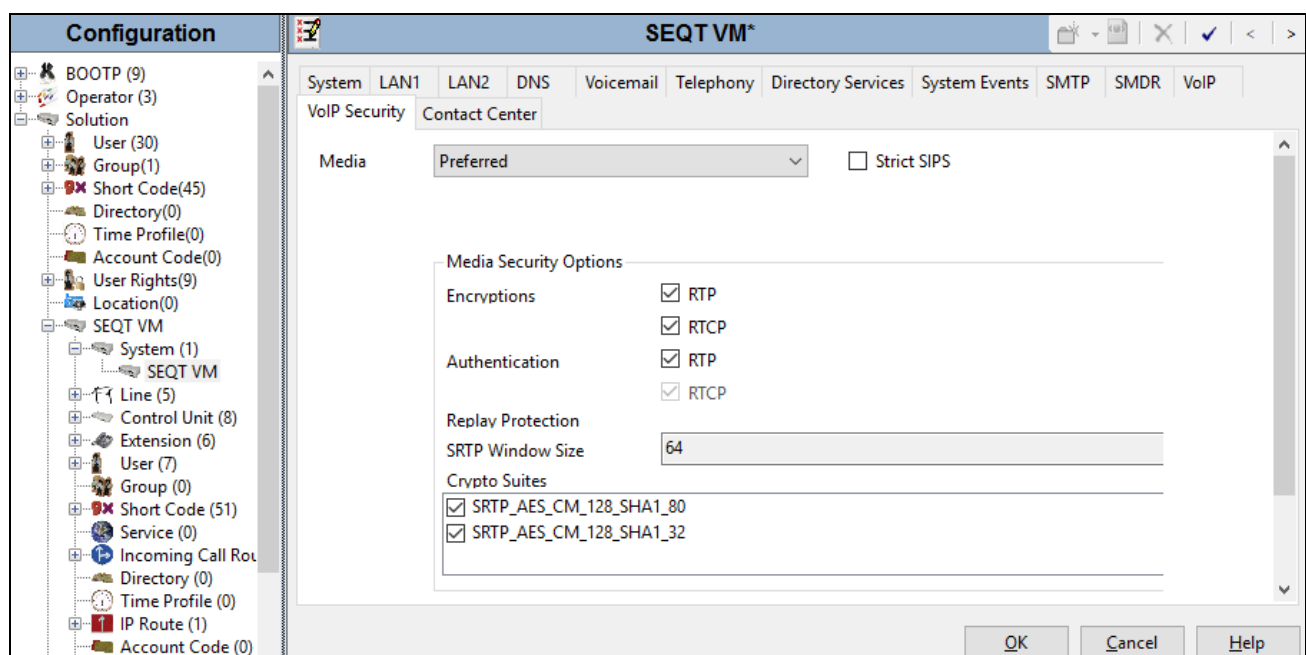 Configuration
BOOTP (9)
Operator (3)
Solution
User (30)
Group(1)
Short Code(45)
Directory(0)
Time Profile(0)
Account Code(0)
User Rights(9)
Location(0)
SEQT VM
System (1)
SEQT VM
Line (5)
Control Unit (8)
Extension (6)
User (7)
Group (0)
Short Code (51)
Service (0)
Incoming Call Rou
Directory (0)
Time Profile (0)
IP Route (1)
Account Code (0)
SEQT VM*
System LAN1 LAN2 DNS Voicemail Telephony Directory Services System Events SMTP SMDR VoIP
VoIP Security Contact Center
Media Preferred Strict SIPS
Media Security Options
Encryptions RTP
RTCP
Authentication RTP
RTCP
Replay Protection
SRTP Window Size 64
Crypto Suites
SRTP_AES_CM_128_SHA1_80
SRTP_AES_CM_128_SHA1_32
OK Cancel Help